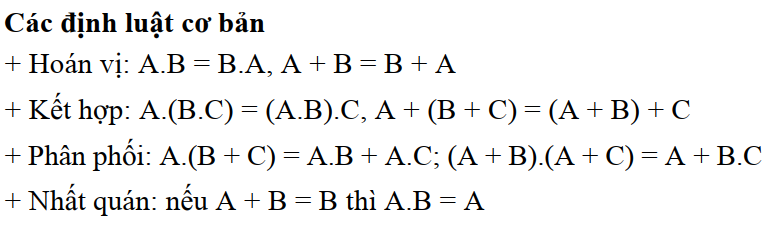 Các định luật cơ bản
+ Hoán vị: A.B = B.A, A + B = B + A
+ Kết hợp: A.(B.C) = (A.B).C, A + (B + C) = (A + B) + C
+ Phân phối: A.(B + C) = A.B + A.C; (A + B).(A + C) = A + B.C
+ Nhất quán: nếu A + B = B thì A.B = A